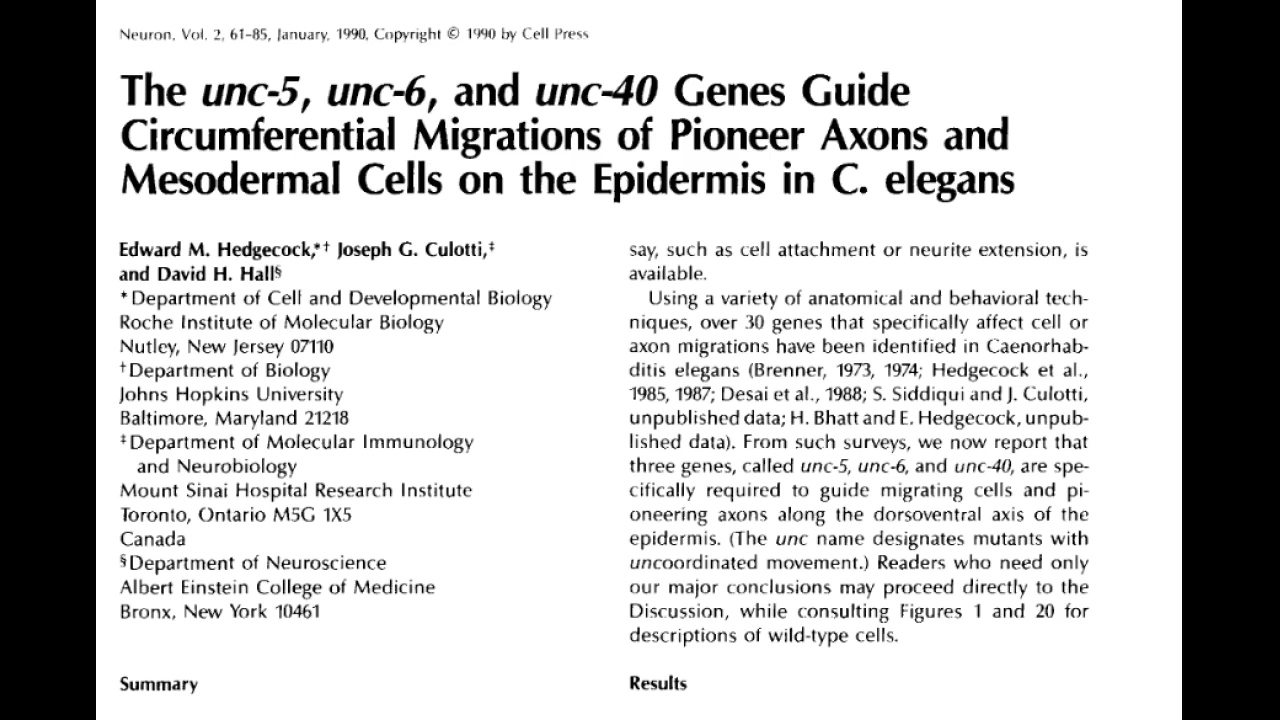 Neuron, Vol. 2, 61–85, January, 1990, Copyright © 1990 by Cell Press
The unc-5, unc-6, and unc-40 Genes Guide
Circumferential Migrations of Pioneer Axons and
Mesodermal Cells on the Epidermis in C. elegans
Edward M. Hedgecock,*† Joseph G. Culotti,‡
and David H. Hall§
*Department of Cell and Developmental Biology
Roche Institute of Molecular Biology
Nutley, New Jersey 07110
†Department of Biology
Johns Hopkins University
Baltimore, Maryland 21218
‡Department of Molecular Immunology
and Neurobiology
Mount Sinai Hospital Research Institute
Toronto, Ontario M5G 1X5
Canada
§Department of Neuroscience
Albert Einstein College of Medicine
Bronx, New York 10461
Summary
say, such as cell attachment or neurite extension, is
available.
Using a variety of anatomical and behavioral tech-
niques, over 30 genes that specifically affect cell or
axon migrations have been identified in Caenorhab-
ditis elegans (Brenner, 1973, 1974; Hedgecock et al.,
1985, 1987; Desai et al., 1988; S. Siddiqui and J. Culotti,
unpublished data; H. Bhatt and E. Hedgecock, unpub-
lished data). From such surveys, we now report that
three genes, called unc-5, unc-6, and unc-40, are spe-
cifically required to guide migrating cells and pi-
oneering axons along the dorsoventral axis of the
epidermis. (The unc name designates mutants with
uncoordinated movement.) Readers who need only
our major conclusions may proceed directly to the
Discussion, while consulting Figures 1 and 20 for
descriptions of wild-type cells.
Results